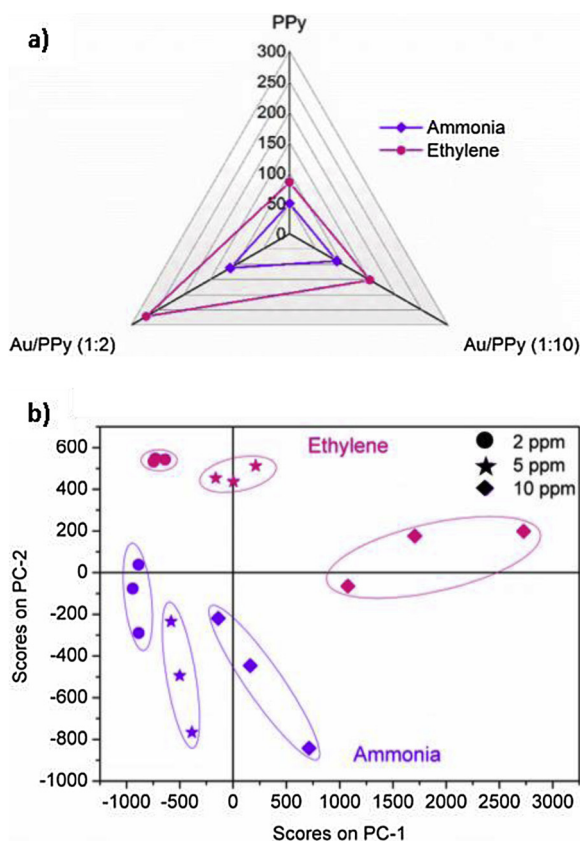 a)
PPy
300
250
200
150
100
50
0
Ammonia
Ethylene
Au/PPy (1:2)
Au/PPy (1:10)
b)
600
400
200
0
-200
-400
-600
-800
-1000
Scores on PC-2
Ethylene
2 ppm
5 ppm
10 ppm
Ammonia
-1000 -500 0 500 1000 1500 2000 2500 3000
Scores on PC-1